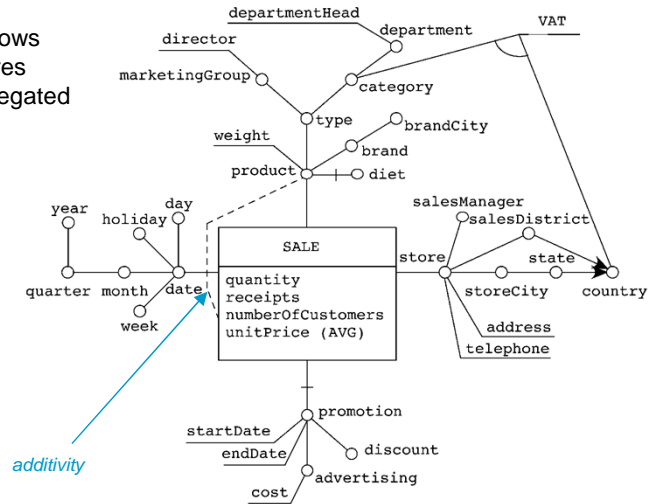 departmentHead
ows
director
department
VAT
es
egated
marketingGroup
category
type
brandCity
weight
brand
product
diet
year
day
holiday
salesManager
salesDistrict
SALE
store
state
quarter
month
date
quantity
receipts
numberOfCustomers
unitPrice (AVG)
storeCity
country
week
address
telephone
promotion
startDate
endDate
discount
additivity
advertising
cost